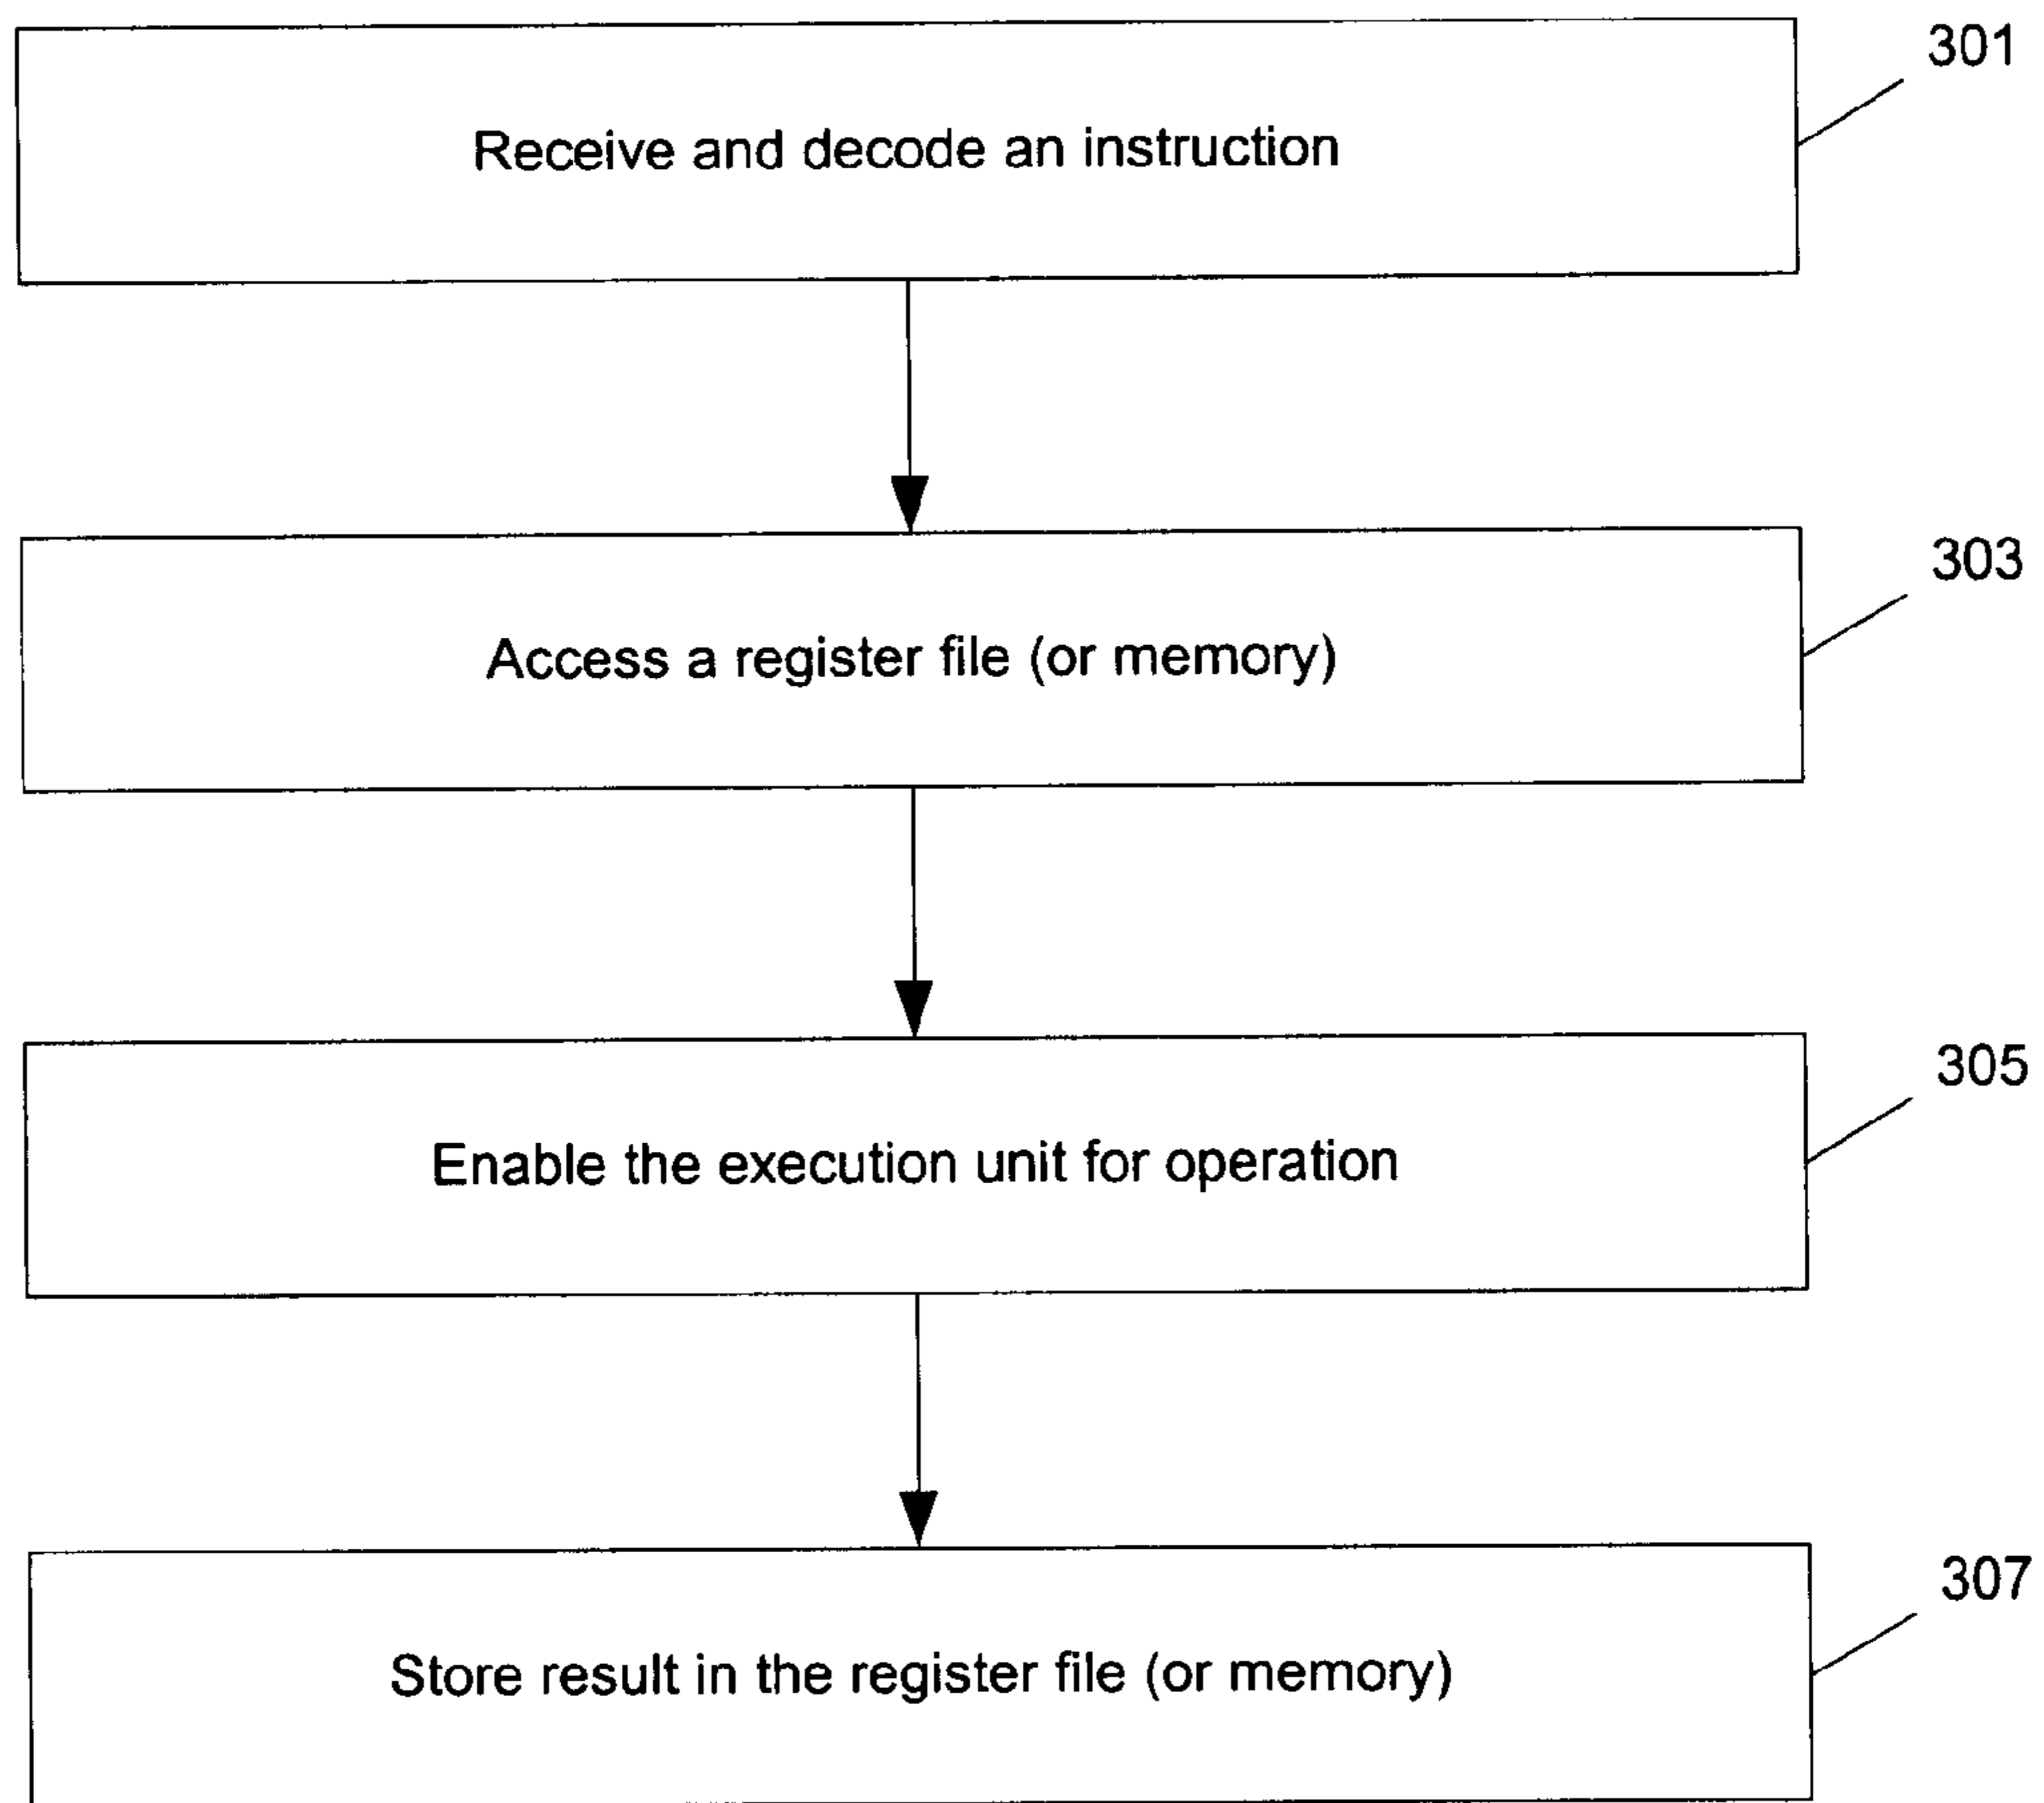 301
Receive and decode an instruction
303
Access a register file (or memory)
305
Enable the execution unit for operation
307
Store result in the register file (or memory)